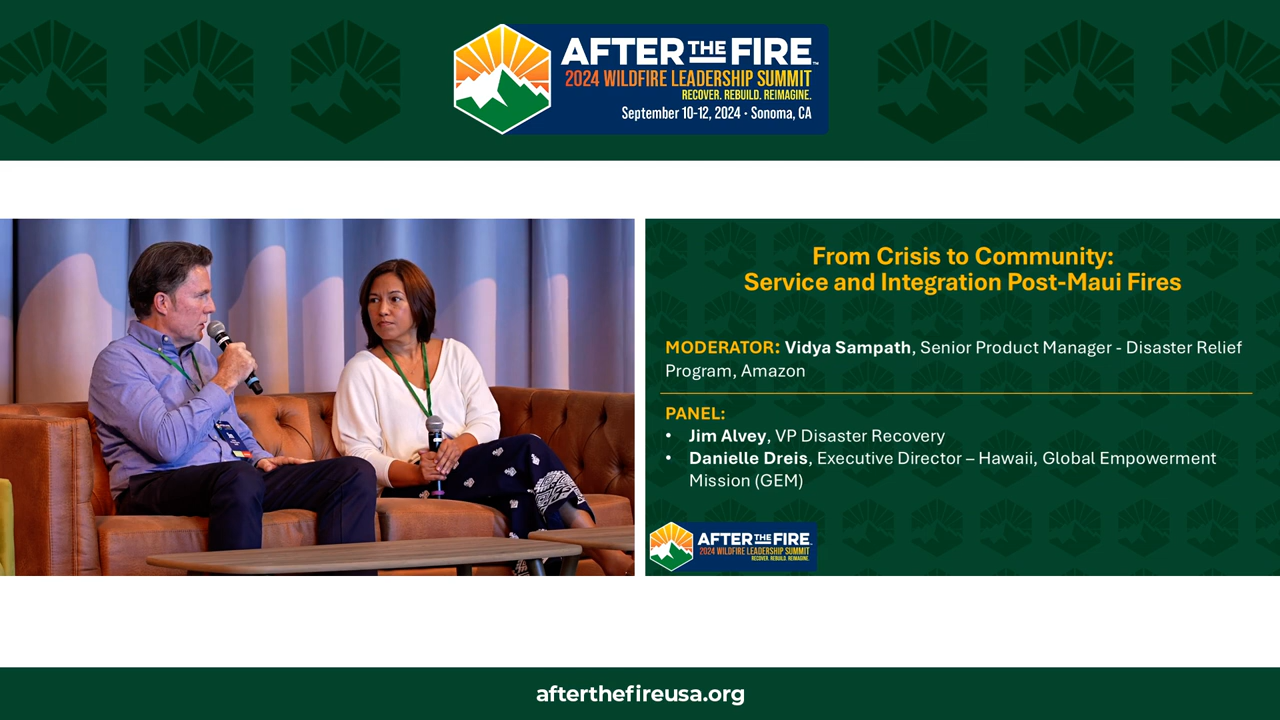 AFTER THE FIRE™
2024 WILDFIRE LEADERSHIP SUMMIT
RECOVER. REBUILD. REIMAGINE.
September 10-12, 2024 · Sonoma, CA
From Crisis to Community:
Service and Integration Post-Maui Fires
MODERATOR: Vidya Sampath, Senior Product Manager - Disaster Relief
Program, Amazon
PANEL:
• Jim Alvey, VP Disaster Recovery
• Danielle Dreis, Executive Director – Hawaii, Global Empowerment
Mission (GEM)
AFTER THE FIRE
2024 WILDFIRE LEADERSHIP SUMMIT
RECOVER. REBUILD. REIMAGINE.
afterthefireusa.org